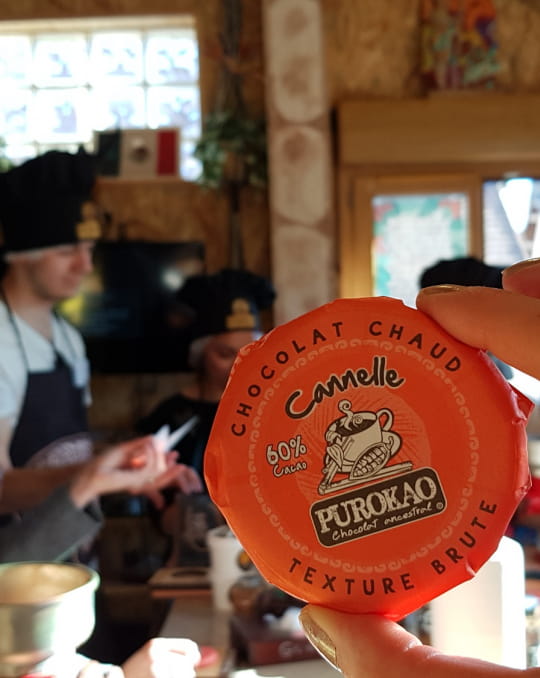 CHOCOLAT CHAUD
Cannelle
60%
Cacao
PUROKAO
Chocolat ancestral ©
TEXTURE BRUTE